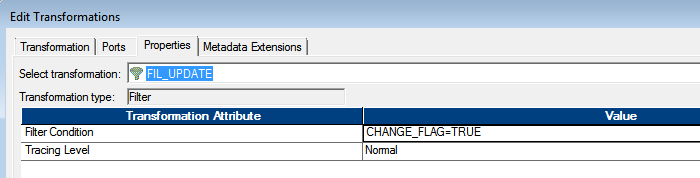 Edit Transformations
Transformation Ports Properties Metadata Extensions
Select transformation: FIL_UPDATE
Transformation type: Filter
Transformation Attribute Value
Filter Condition CHANGE_FLAG=TRUE
Tracing Level Normal